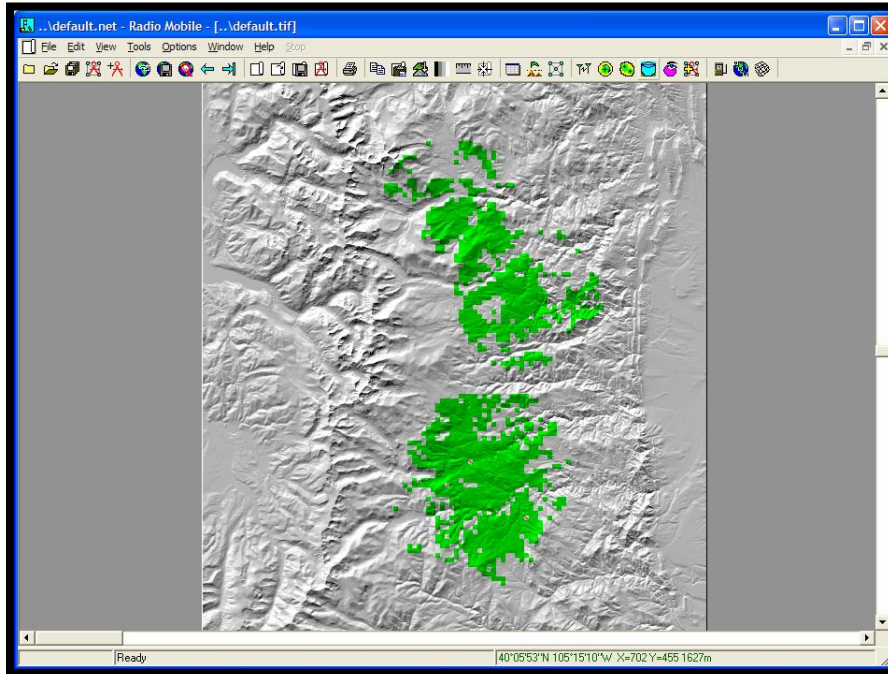 ..\default.net - Radio Mobile - [..\default.tif]
File Edit View Tools Options Window Help Stop
Ready
40°05'53"N 105°15'10"W X=702 Y=455 1627m